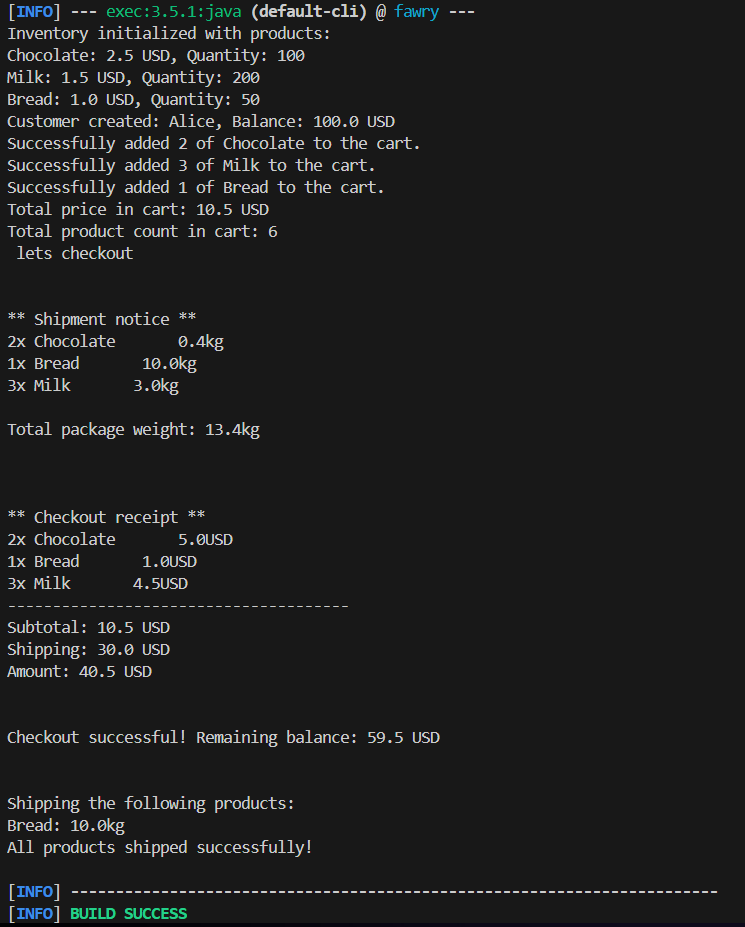 [INFO] --- exec:3.5.1:java (default-cli) @ fawry ---
Inventory initialized with products:
Chocolate: 2.5 USD, Quantity: 100
Milk: 1.5 USD, Quantity: 200
Bread: 1.0 USD, Quantity: 50
Customer created: Alice, Balance: 100.0 USD
Successfully added 2 of Chocolate to the cart.
Successfully added 3 of Milk to the cart.
Successfully added 1 of Bread to the cart.
Total price in cart: 10.5 USD
Total product count in cart: 6
 lets checkout
** Shipment notice **
2x Chocolate       0.4kg
1x Bread       10.0kg
3x Milk       3.0kg
Total package weight: 13.4kg
** Checkout receipt **
2x Chocolate       5.0USD
1x Bread       1.0USD
3x Milk       4.5USD
--------------------------------------
Subtotal: 10.5 USD
Shipping: 30.0 USD
Amount: 40.5 USD
Checkout successful! Remaining balance: 59.5 USD
Shipping the following products:
Bread: 10.0kg
All products shipped successfully!
[INFO] ------------------------------------------------------------------------
[INFO] BUILD SUCCESS